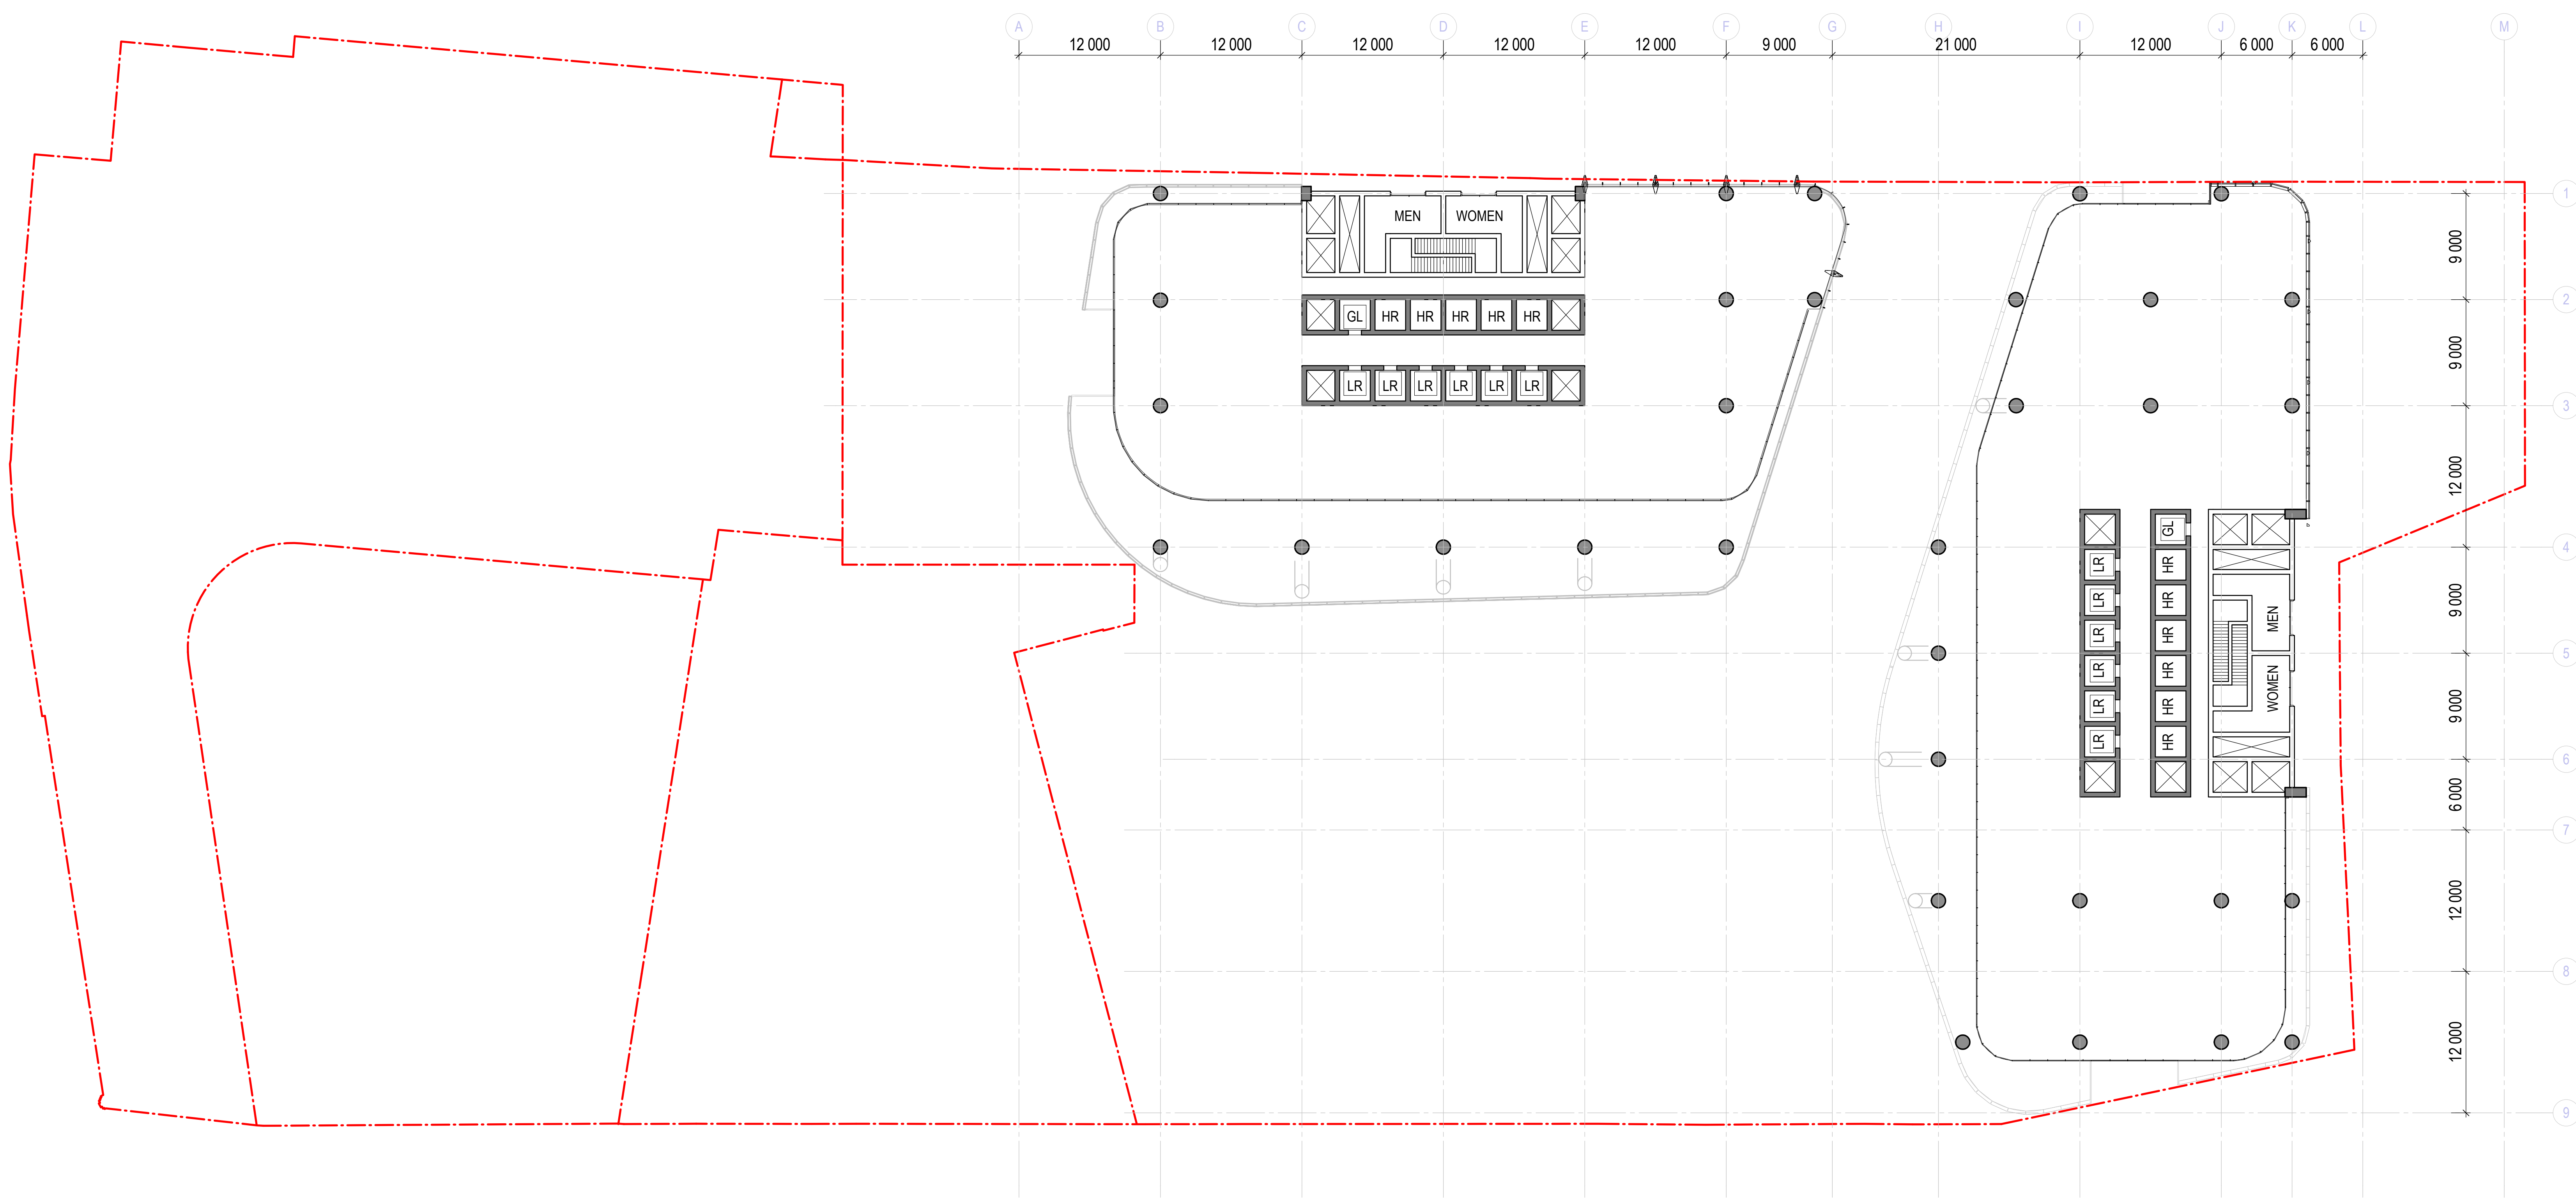 A B C D E F G H I J K L M
12 000 12 000 12 000 12 000 12 000 9 000 21 000 12 000 6 000 6 000
1
MEN WOMEN
9 000
2
GL HR HR HR HR HR
9 000
3
LR LR LR LR LR LR
12 000
GL
4
LR HR
9 000
LR HR
MEN
LR HR
5
LR HR
WOMEN
9 000
LR HR
LR HR
6
6 000
7
12 000
8
12 000
9